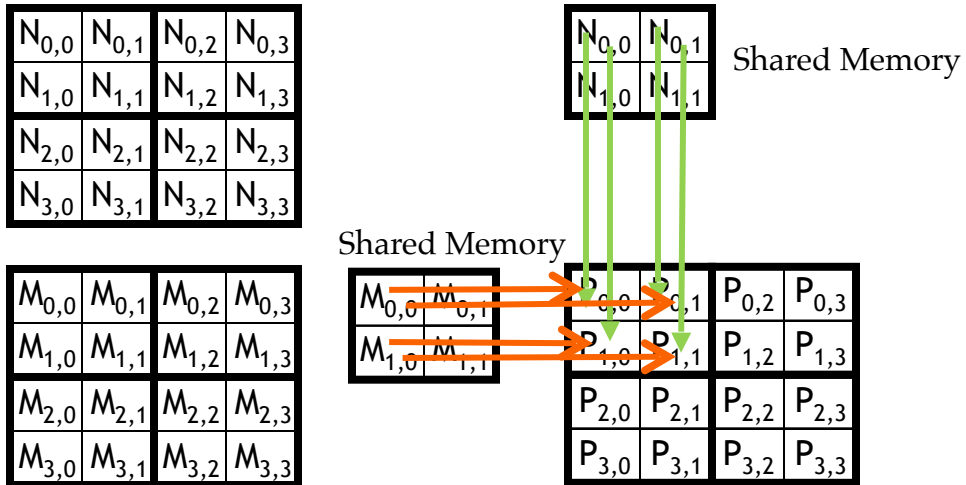 N0,0 N0,1 N0,2 N0,3
N1,0 N1,1 N1,2 N1,3
N2,0 N2,1 N2,2 N2,3
N3,0 N3,1 N3,2 N3,3
N0,0 N0,1
N1,0 N1,1
Shared Memory
Shared Memory
M0,0 M0,1 M0,2 M0,3
M1,0 M1,1 M1,2 M1,3
M2,0 M2,1 M2,2 M2,3
M3,0 M3,1 M3,2 M3,3
M0,0 M0,1
M1,0 M1,1
P0,0 P0,1 P0,2 P0,3
P1,0 P1,1 P1,2 P1,3
P2,0 P2,1 P2,2 P2,3
P3,0 P3,1 P3,2 P3,3